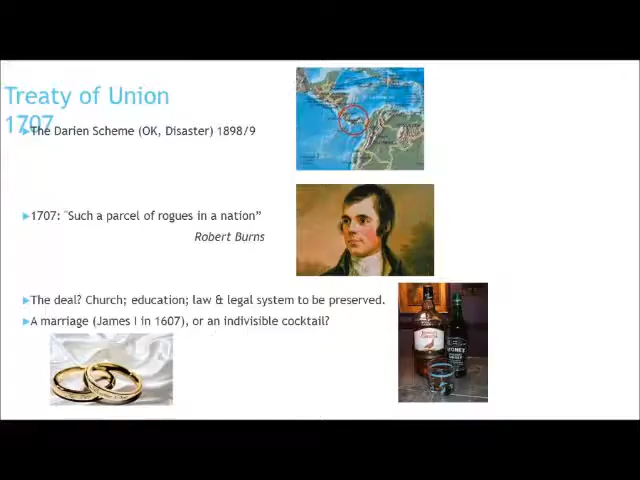 Treaty of Union
1707
The Darien Scheme (OK, Disaster) 1898/9
1707: "Such a parcel of rogues in a nation”
Robert Burns
The deal? Church; education; law & legal system to be preserved.
A marriage (James I in 1607), or an indivisible cocktail?